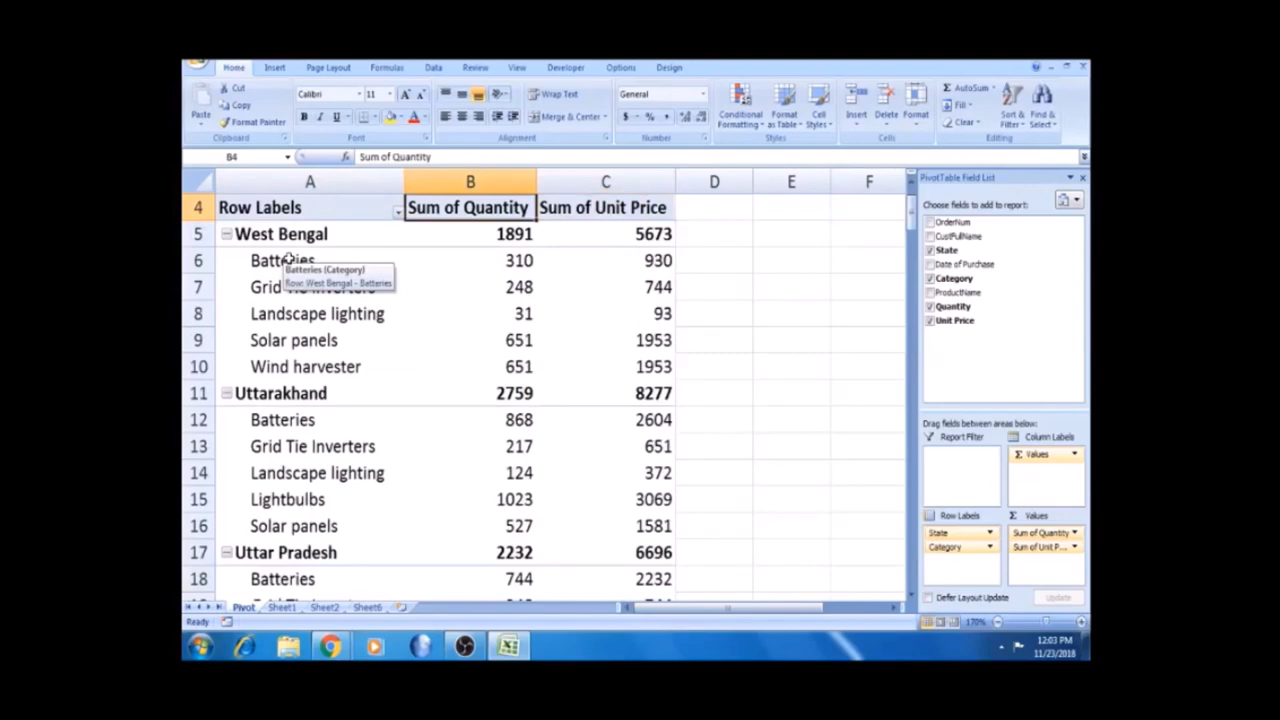 Home Insert Page Layout Formulas Data Review View Developer Options Design
Cut
Copy
Format Painter
Paste
Clipboard
Calibri 11
B I U
Font
Wrap Text
Merge & Center
Alignment
General
$ % ,
Number
Conditional Formatting
Format as Table
Cell Styles
Styles
Insert Delete Format
Cells
Σ AutoSum
Fill
Clear
Sort & Filter
Find & Select
Editing
B4 fx Sum of Quantity
A B C D E F
4 Row Labels Sum of Quantity Sum of Unit Price
5 West Bengal 1891 5673
6 Batteries 310 930
Batteries (Category)
Row: West Bengal - Batteries
7 Grid Tie Inverters 248 744
8 Landscape lighting 31 93
9 Solar panels 651 1953
10 Wind harvester 651 1953
11 Uttarakhand 2759 8277
12 Batteries 868 2604
13 Grid Tie Inverters 217 651
14 Landscape lighting 124 372
15 Lightbulbs 1023 3069
16 Solar panels 527 1581
17 Uttar Pradesh 2232 6696
18 Batteries 744 2232
Pivot Sheet1 Sheet2 Sheet6
Ready
170%
PivotTable Field List
Choose fields to add to report:
OrderNum
CustFullName
State
Date of Purchase
Category
ProductName
Quantity
Unit Price
Drag fields between areas below:
Report Filter
Column Labels
Σ Values
Row Labels
Σ Values
State
Category
Sum of Quantity
Sum of Unit P...
Defer Layout Update
Update
12:03 PM
11/23/2018